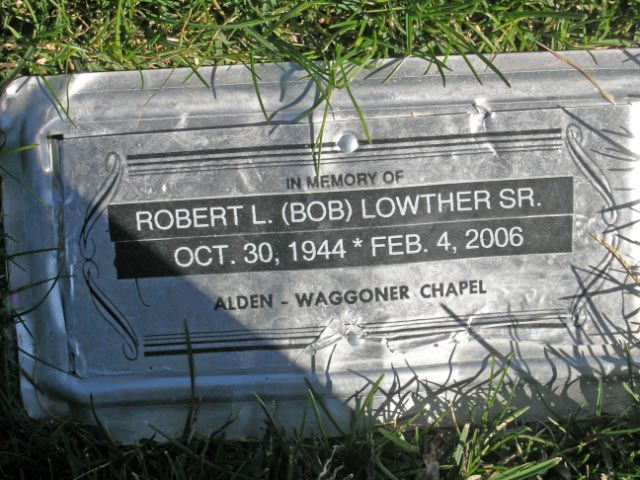 IN MEMORY OF
ROBERT L. (BOB) LOWTHER SR.
OCT. 30, 1944 * FEB. 4, 2006
ALDEN - WAGGONER CHAPEL